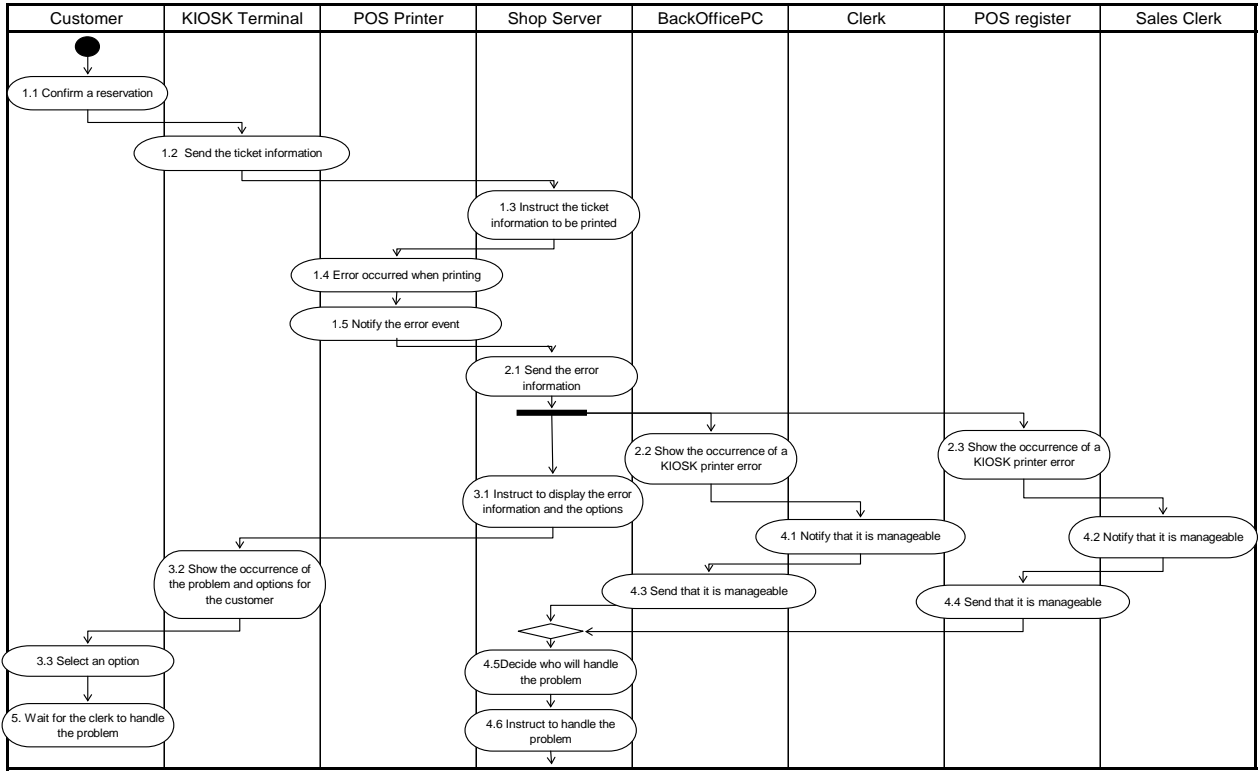 Customer
KIOSK Terminal
POS Printer
Shop Server
BackOfficePC
Clerk
POS register
Sales Clerk
1.1 Confirm a reservation
1.2 Send the ticket information
1.3 Instruct the ticket
information to be printed
1.4 Error occurred when printing
1.5 Notify the error event
2.1 Send the error
information
2.2 Show the occurrence of a
KIOSK printer error
2.3 Show the occurrence of a
KIOSK printer error
3.1 Instruct to display the error
information and the options
4.1 Notify that it is manageable
4.2 Notify that it is manageable
3.2 Show the occurrence of
the problem and options for
the customer
4.3 Send that it is manageable
4.4 Send that it is manageable
3.3 Select an option
4.5Decide who will handle
the problem
5. Wait for the clerk to handle
the problem
4.6 Instruct to handle the
problem